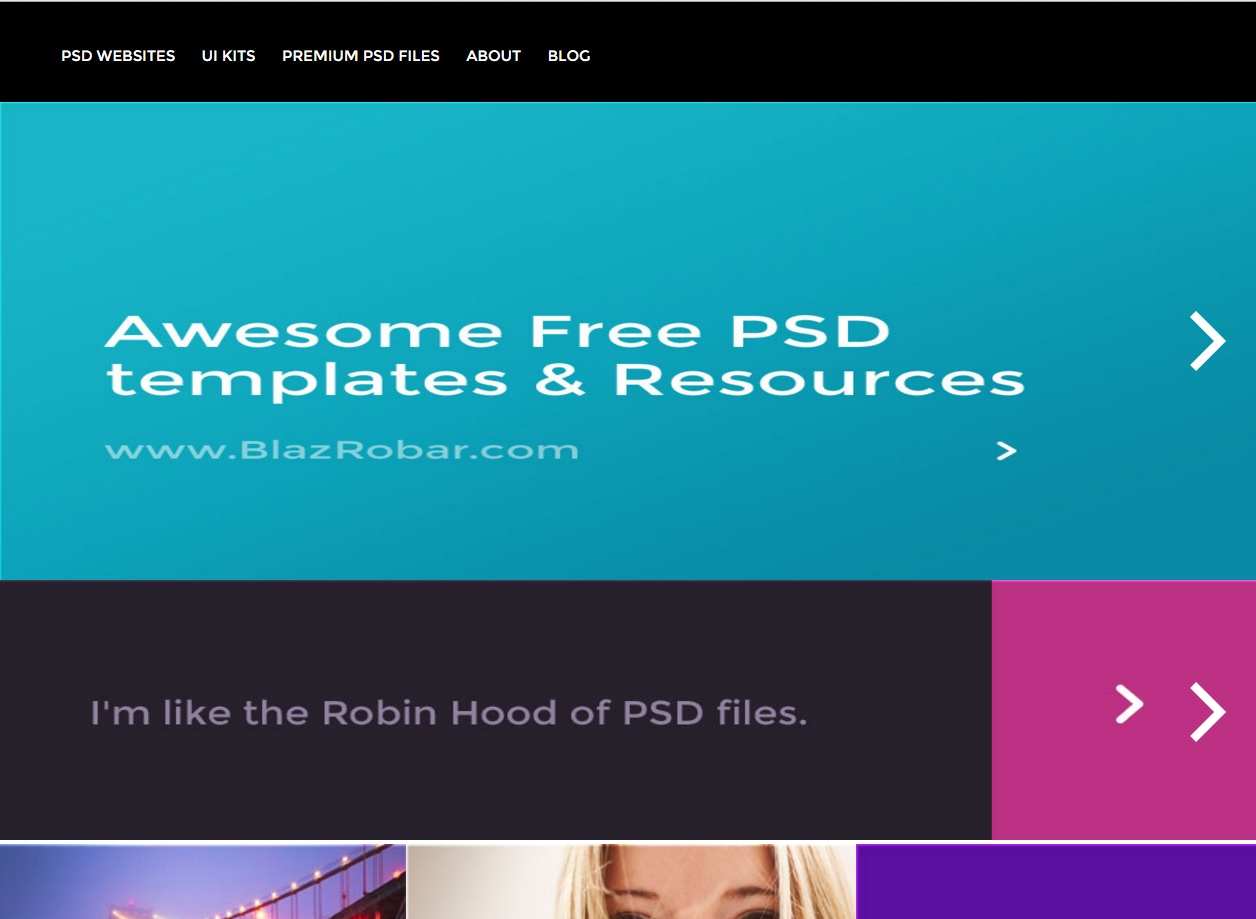 PSD WEBSITES UI KITS PREMIUM PSD FILES ABOUT BLOG
Awesome Free PSD
templates & Resources
www.BlazRobar.com
I'm like the Robin Hood of PSD files.